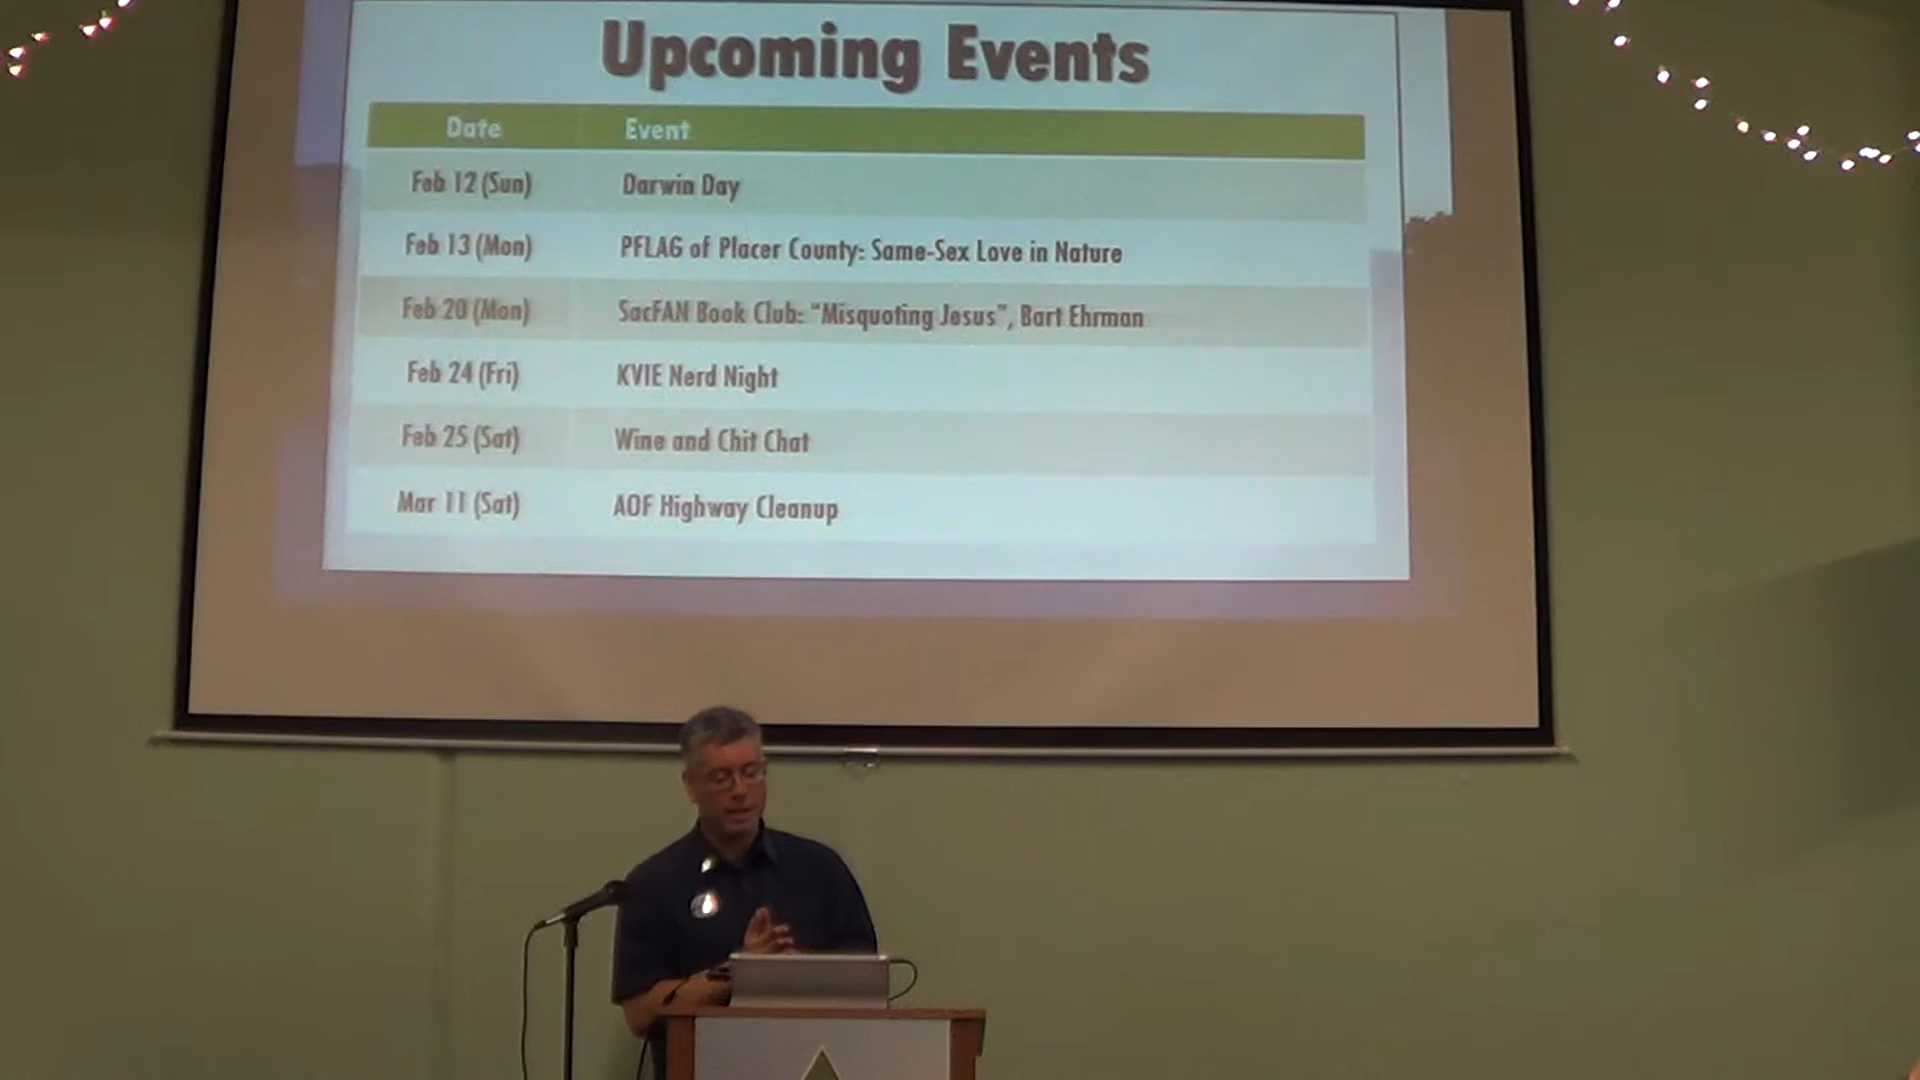 Upcoming Events
Date Event
Feb 12 (Sun) Darwin Day
Feb 13 (Mon) PFLAG of Placer County: Same-Sex Love in Nature
Feb 20 (Mon) SacFAN Book Club: "Misquoting Jesus", Bart Ehrman
Feb 24 (Fri) KVIE Nerd Night
Feb 25 (Sat) Wine and Chit Chat
Mar 11 (Sat) AOF Highway Cleanup